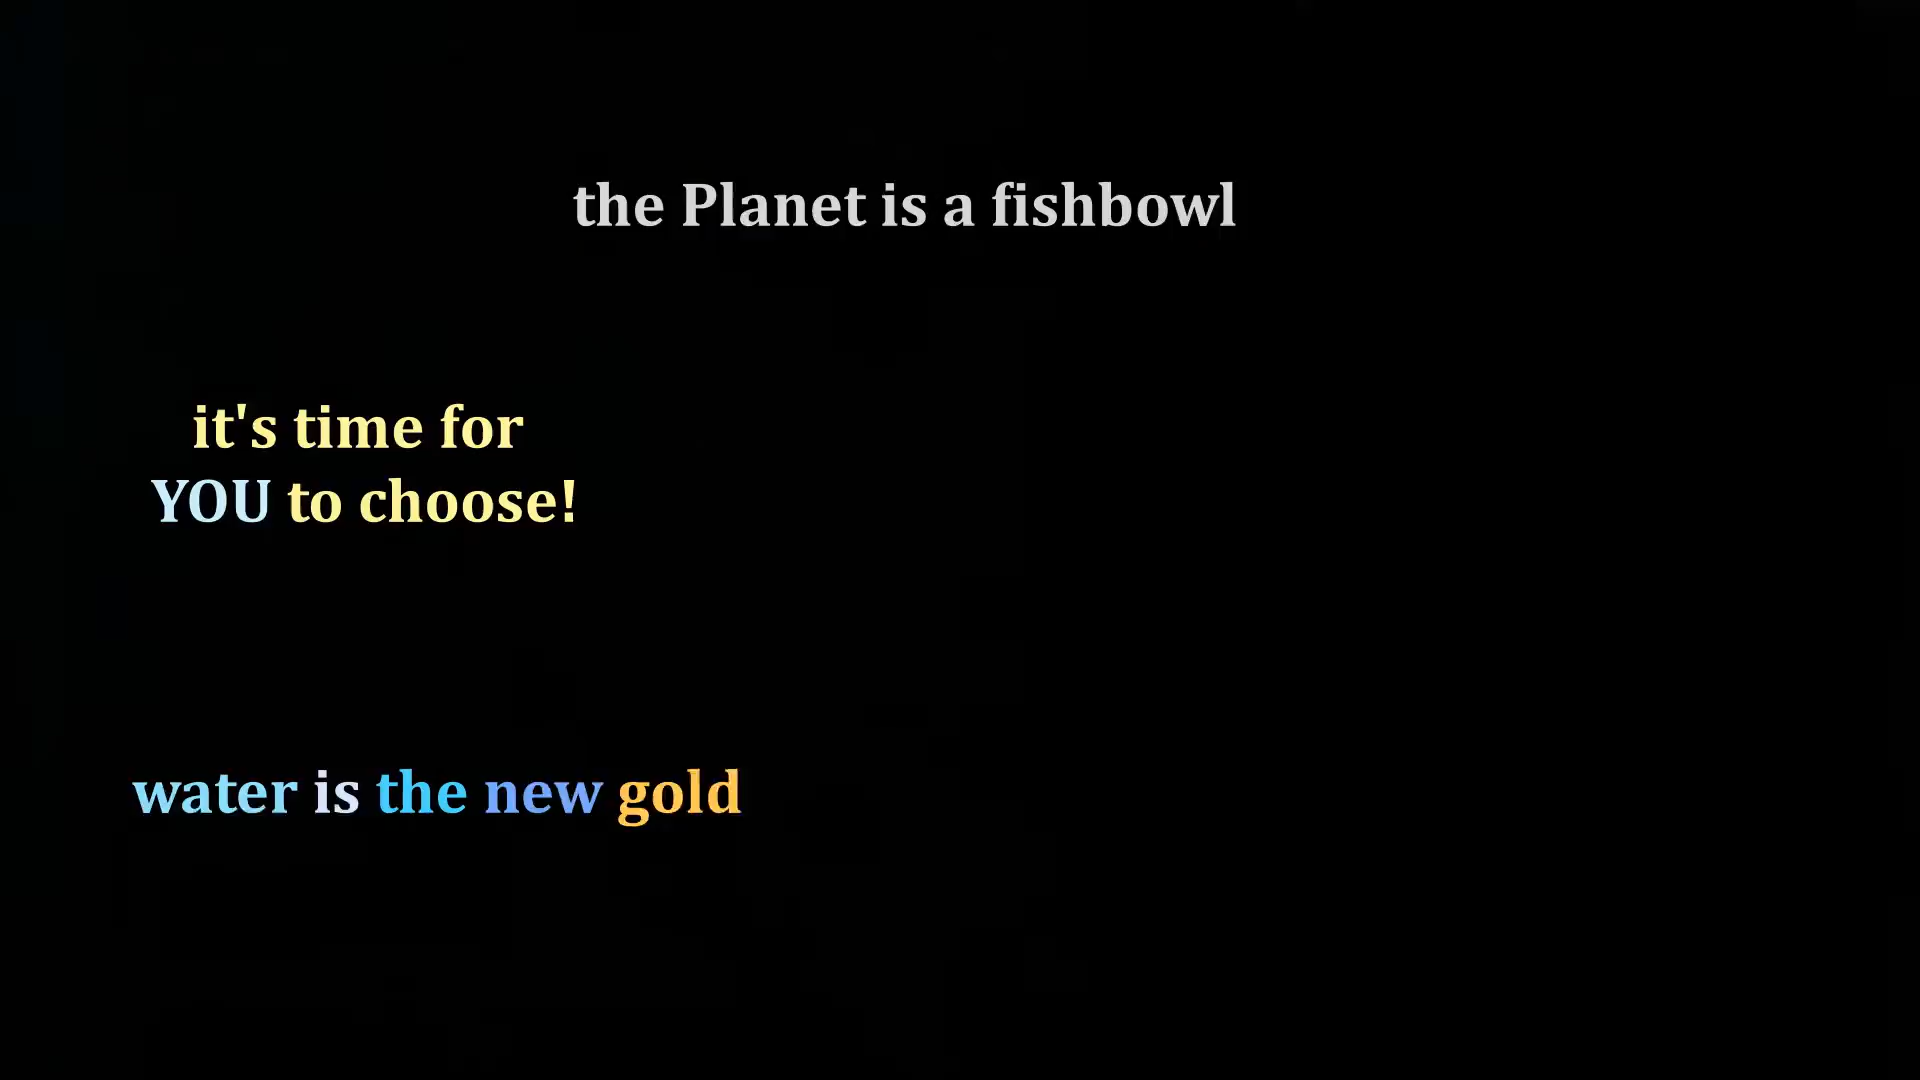 the Planet is a fishbowl
it's time for
YOU to choose!
water is the new gold